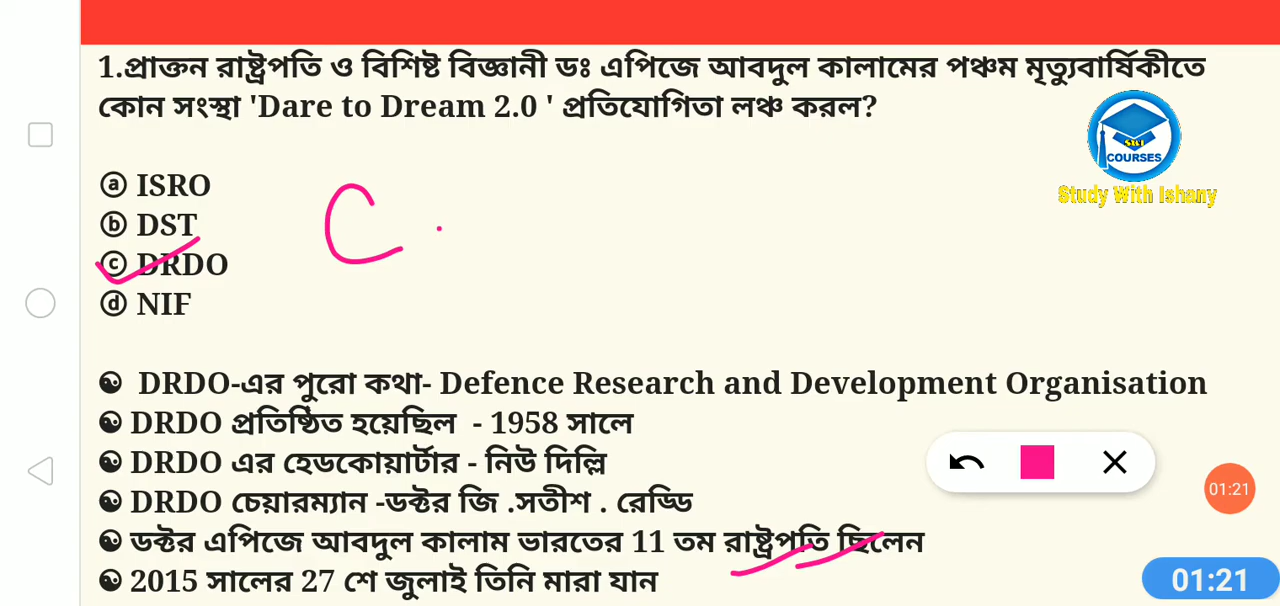 1.প্রাক্তন রাষ্ট্রপতি ও বিশিষ্ট বিজ্ঞানী ডঃ এপিজে আবদুল কালামের পঞ্চম মৃত্যুবার্ষিকীতে
কোন সংস্থা 'Dare to Dream 2.0 ' প্রতিযোগিতা লঞ্চ করল?
SWI
COURSES
Study With Ishany
ⓐ ISRO
ⓑ DST
C
ⓒ DRDO
ⓓ NIF
DRDO-এর পুরো কথা- Defence Research and Development Organisation
DRDO প্রতিষ্ঠিত হয়েছিল - 1958 সালে
DRDO এর হেডকোয়ার্টার - নিউ দিল্লি
DRDO চেয়ারম্যান -ডক্টর জি .সতীশ . রেড্ডি
01:21
ডক্টর এপিজে আবদুল কালাম ভারতের 11 তম রাষ্ট্রপতি ছিলেন
2015 সালের 27 শে জুলাই তিনি মারা যান
01:21